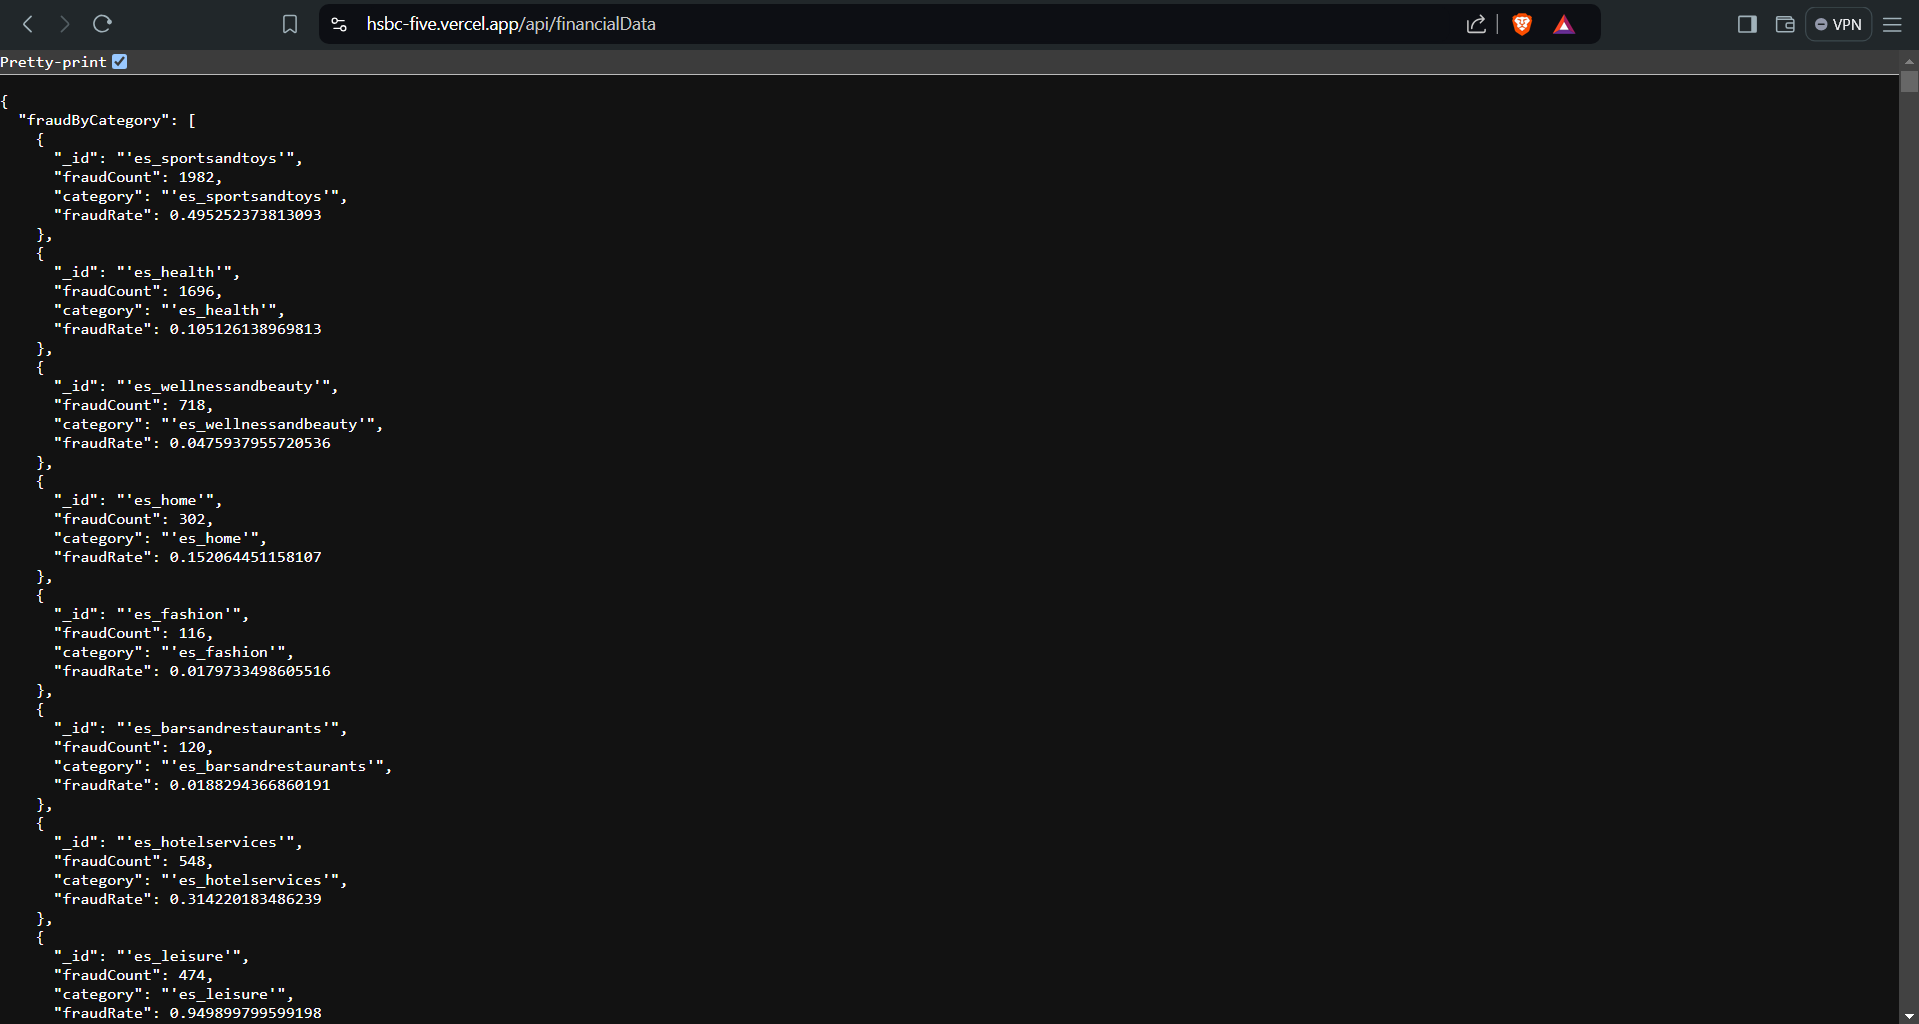 hsbc-five.vercel.app/api/financialData
VPN
Pretty-print
{
  "fraudByCategory": [
    {
      "_id": "'es_sportsandtoys'",
      "fraudCount": 1982,
      "category": "'es_sportsandtoys'",
      "fraudRate": 0.495252373813093
    },
    {
      "_id": "'es_health'",
      "fraudCount": 1696,
      "category": "'es_health'",
      "fraudRate": 0.105126138969813
    },
    {
      "_id": "'es_wellnessandbeauty'",
      "fraudCount": 718,
      "category": "'es_wellnessandbeauty'",
      "fraudRate": 0.0475937955720536
    },
    {
      "_id": "'es_home'",
      "fraudCount": 302,
      "category": "'es_home'",
      "fraudRate": 0.152064451158107
    },
    {
      "_id": "'es_fashion'",
      "fraudCount": 116,
      "category": "'es_fashion'",
      "fraudRate": 0.0179733498605516
    },
    {
      "_id": "'es_barsandrestaurants'",
      "fraudCount": 120,
      "category": "'es_barsandrestaurants'",
      "fraudRate": 0.0188294366860191
    },
    {
      "_id": "'es_hotelservices'",
      "fraudCount": 548,
      "category": "'es_hotelservices'",
      "fraudRate": 0.314220183486239
    },
    {
      "_id": "'es_leisure'",
      "fraudCount": 474,
      "category": "'es_leisure'",
      "fraudRate": 0.949899799599198